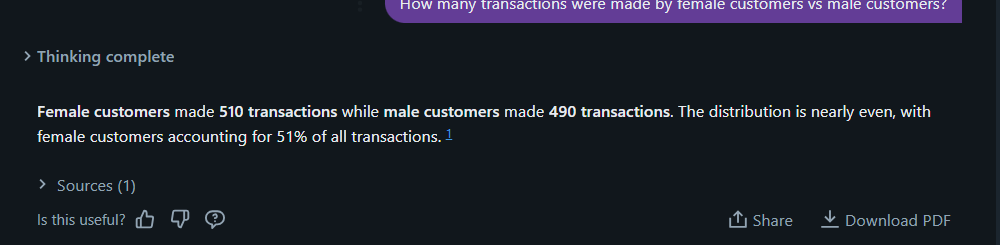 How many transactions were made by female customers vs male customers?
Thinking complete
Female customers made 510 transactions while male customers made 490 transactions. The distribution is nearly even, with
female customers accounting for 51% of all transactions. 1
Sources (1)
Is this useful?
Share
Download PDF